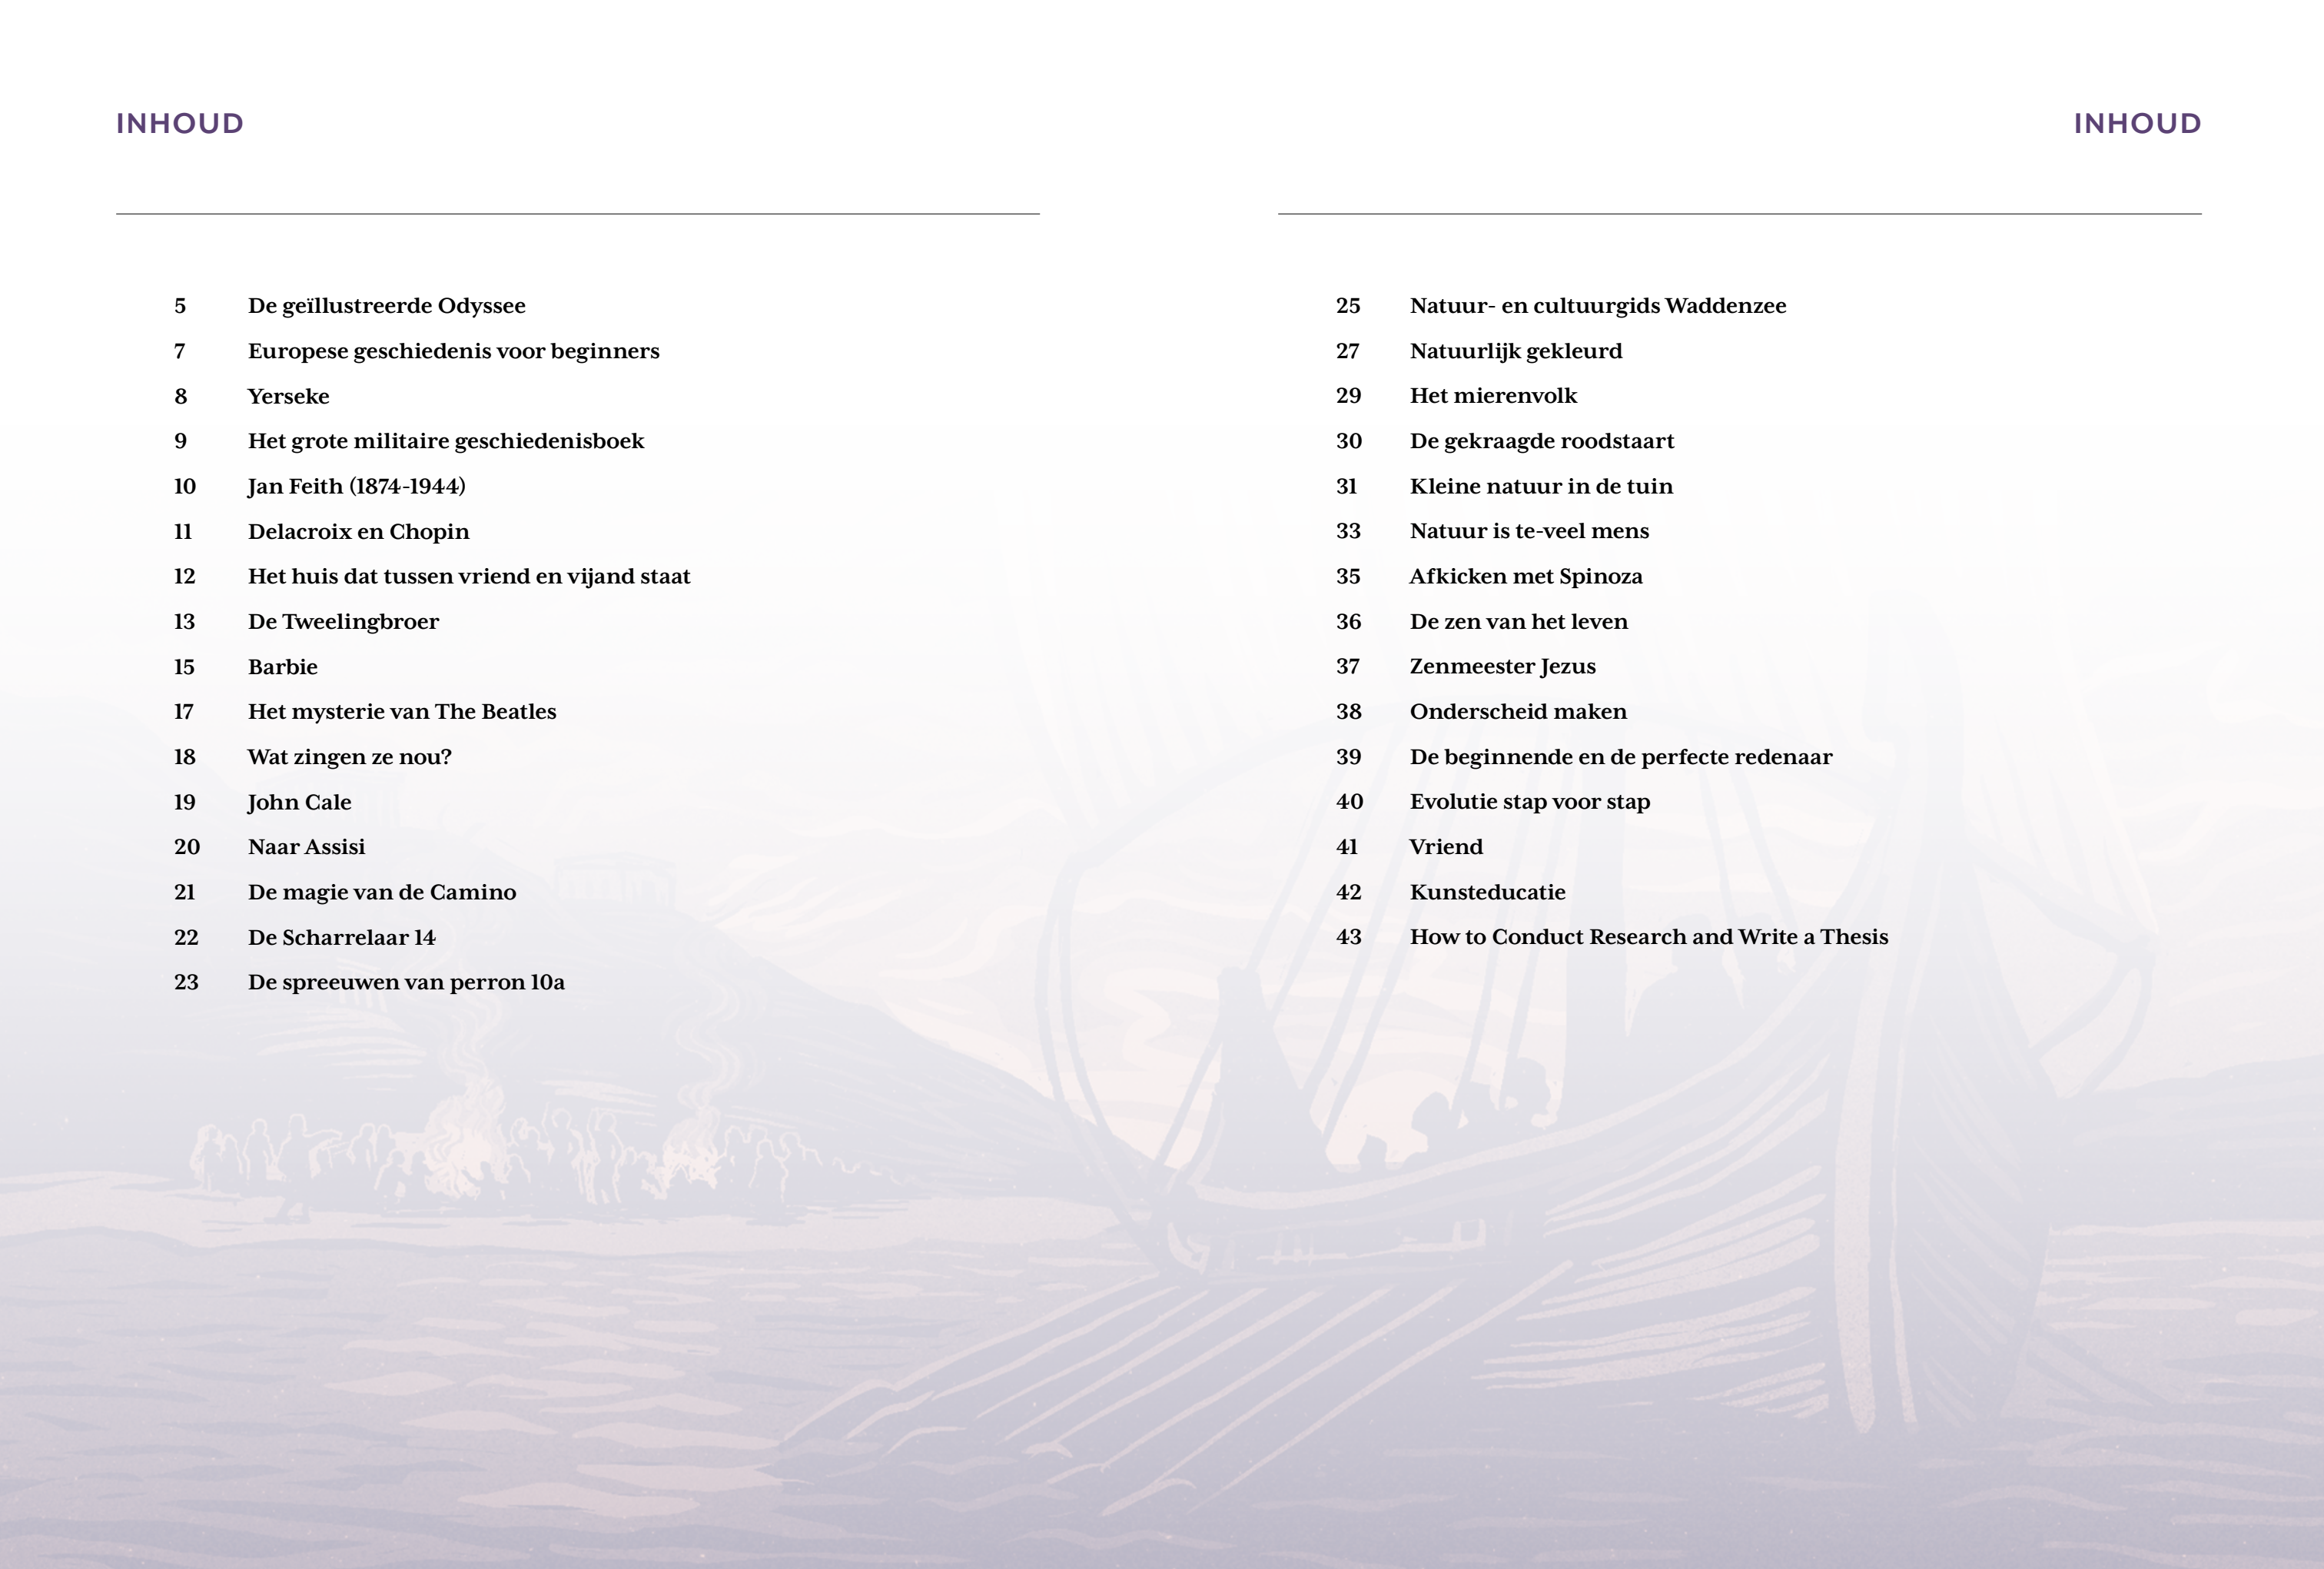 INHOUD
5 De geïllustreerde Odyssee
7 Europese geschiedenis voor beginners
8 Yerseke
9 Het grote militaire geschiedenisboek
10 Jan Feith (1874-1944)
11 Delacroix en Chopin
12 Het huis dat tussen vriend en vijand staat
13 De Tweelingbroer
15 Barbie
17 Het mysterie van The Beatles
18 Wat zingen ze nou?
19 John Cale
20 Naar Assisi
21 De magie van de Camino
22 De Scharrelaar 14
23 De spreeuwen van perron 10a
INHOUD
25 Natuur- en cultuurgids Waddenzee
27 Natuurlijk gekleurd
29 Het mierenvolk
30 De gekraagde roodstaart
31 Kleine natuur in de tuin
33 Natuur is te-veel mens
35 Afkicken met Spinoza
36 De zen van het leven
37 Zenmeester Jezus
38 Onderscheid maken
39 De beginnende en de perfecte redenaar
40 Evolutie stap voor stap
41 Vriend
42 Kunsteducatie
43 How to Conduct Research and Write a Thesis